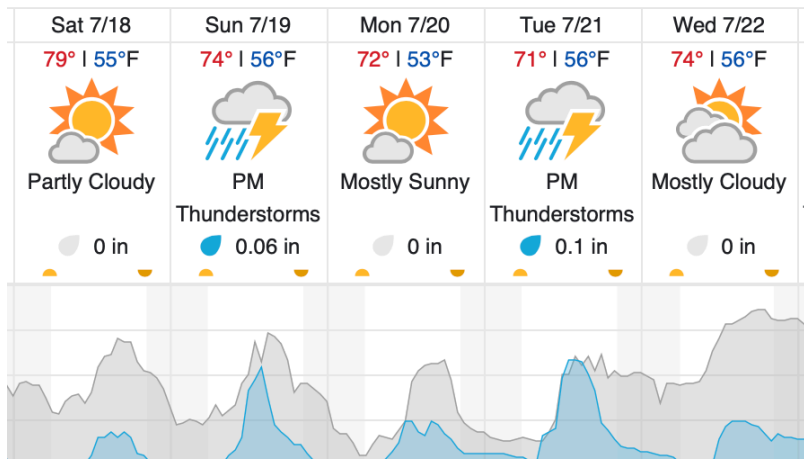 Sat 7/18 Sun 7/19 Mon 7/20 Tue 7/21 Wed 7/22
79° | 55°F 74° | 56°F 72° | 53°F 71° | 56°F 74° | 56°F
Partly Cloudy PM Mostly Sunny PM Mostly Cloudy
Thunderstorms Thunderstorms
0 in 0.06 in 0 in 0.1 in 0 in